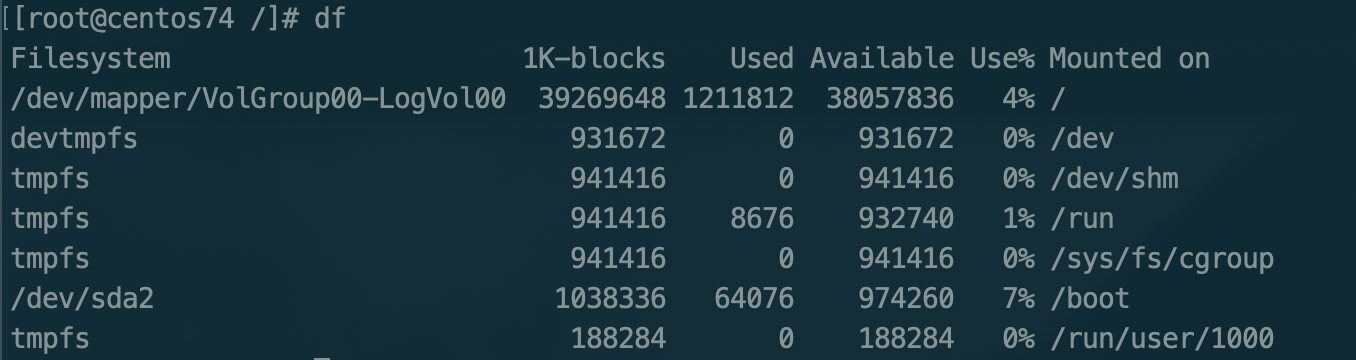 [[root@centos74 /]# df
Filesystem                      1K-blocks    Used Available Use% Mounted on
/dev/mapper/VolGroup00-LogVol00  39269648 1211812  38057836   4% /
devtmpfs                           931672       0    931672   0% /dev
tmpfs                              941416       0    941416   0% /dev/shm
tmpfs                              941416    8676    932740   1% /run
tmpfs                              941416       0    941416   0% /sys/fs/cgroup
/dev/sda2                         1038336   64076    974260   7% /boot
tmpfs                              188284       0    188284   0% /run/user/1000